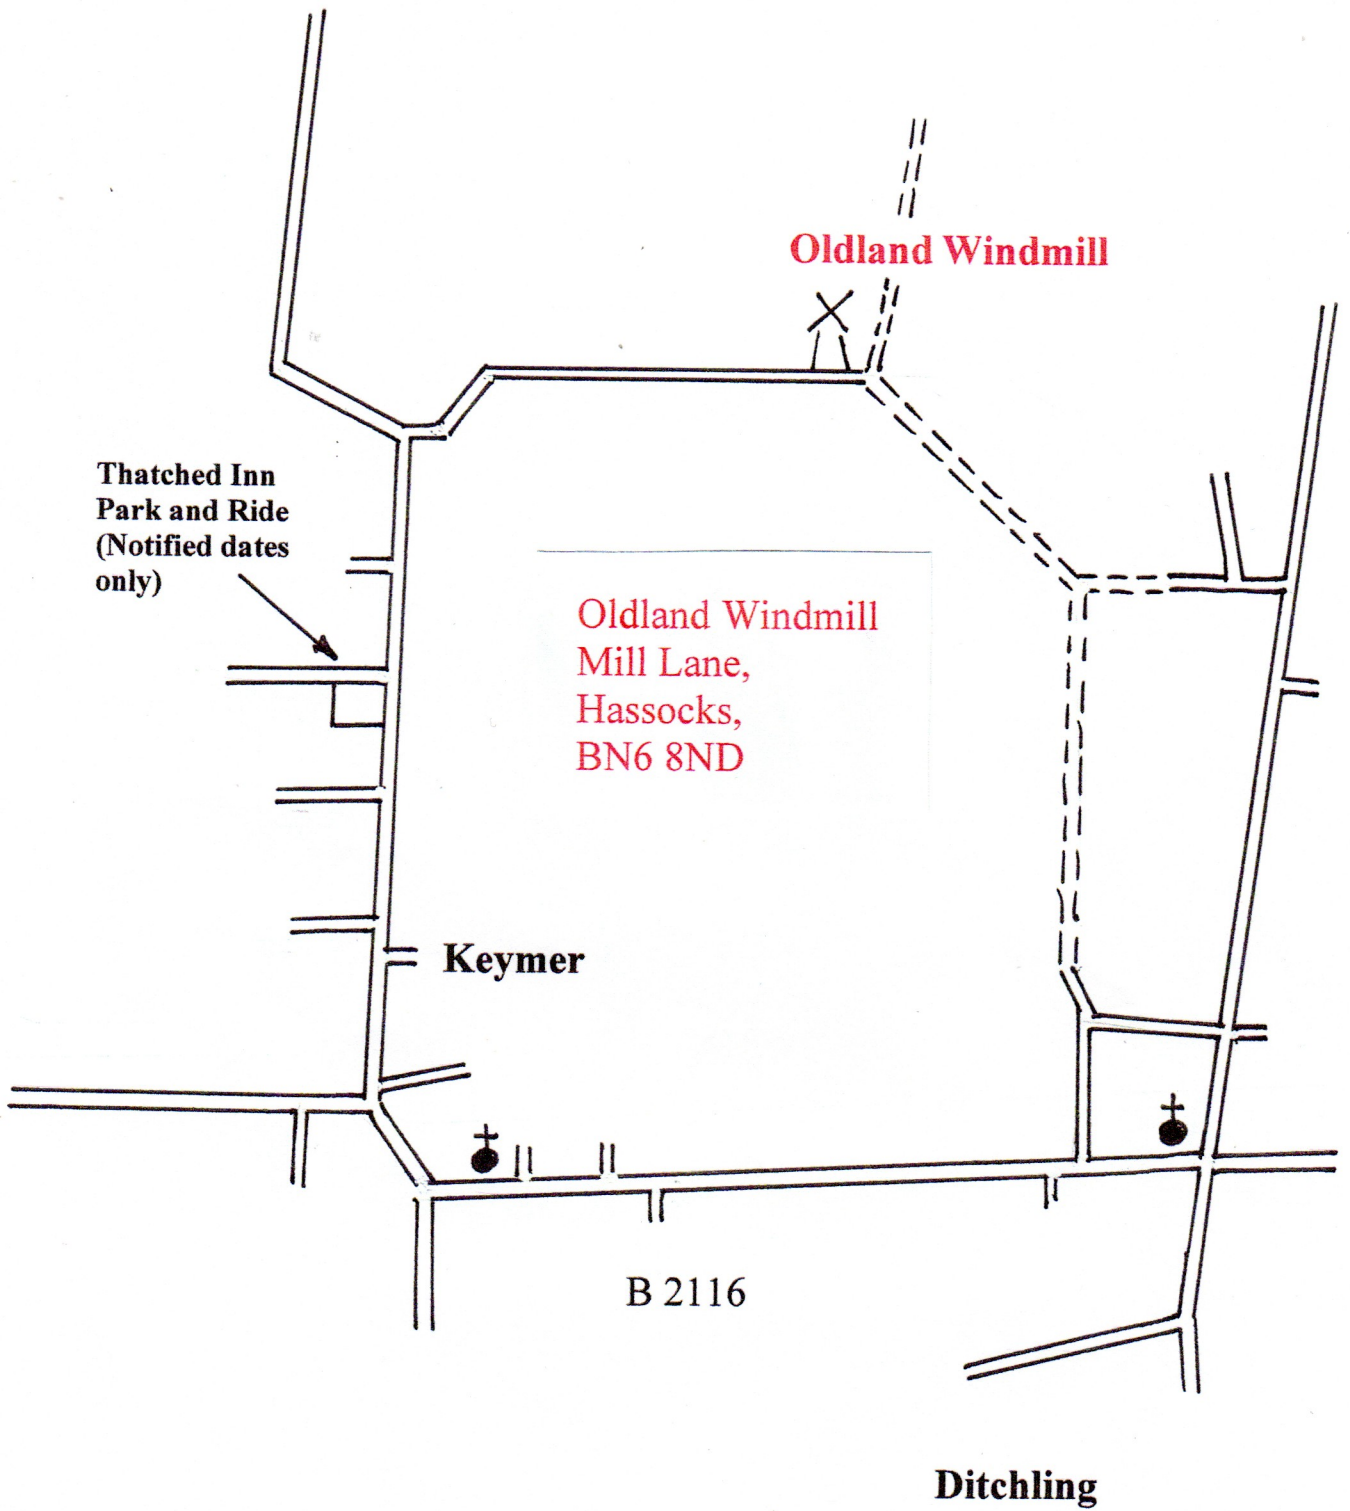 Oldland Windmill
Thatched Inn
Park and Ride
(Notified dates
only)
Oldland Windmill
Mill Lane,
Hassocks,
BN6 8ND
Keymer
B 2116
Ditchling